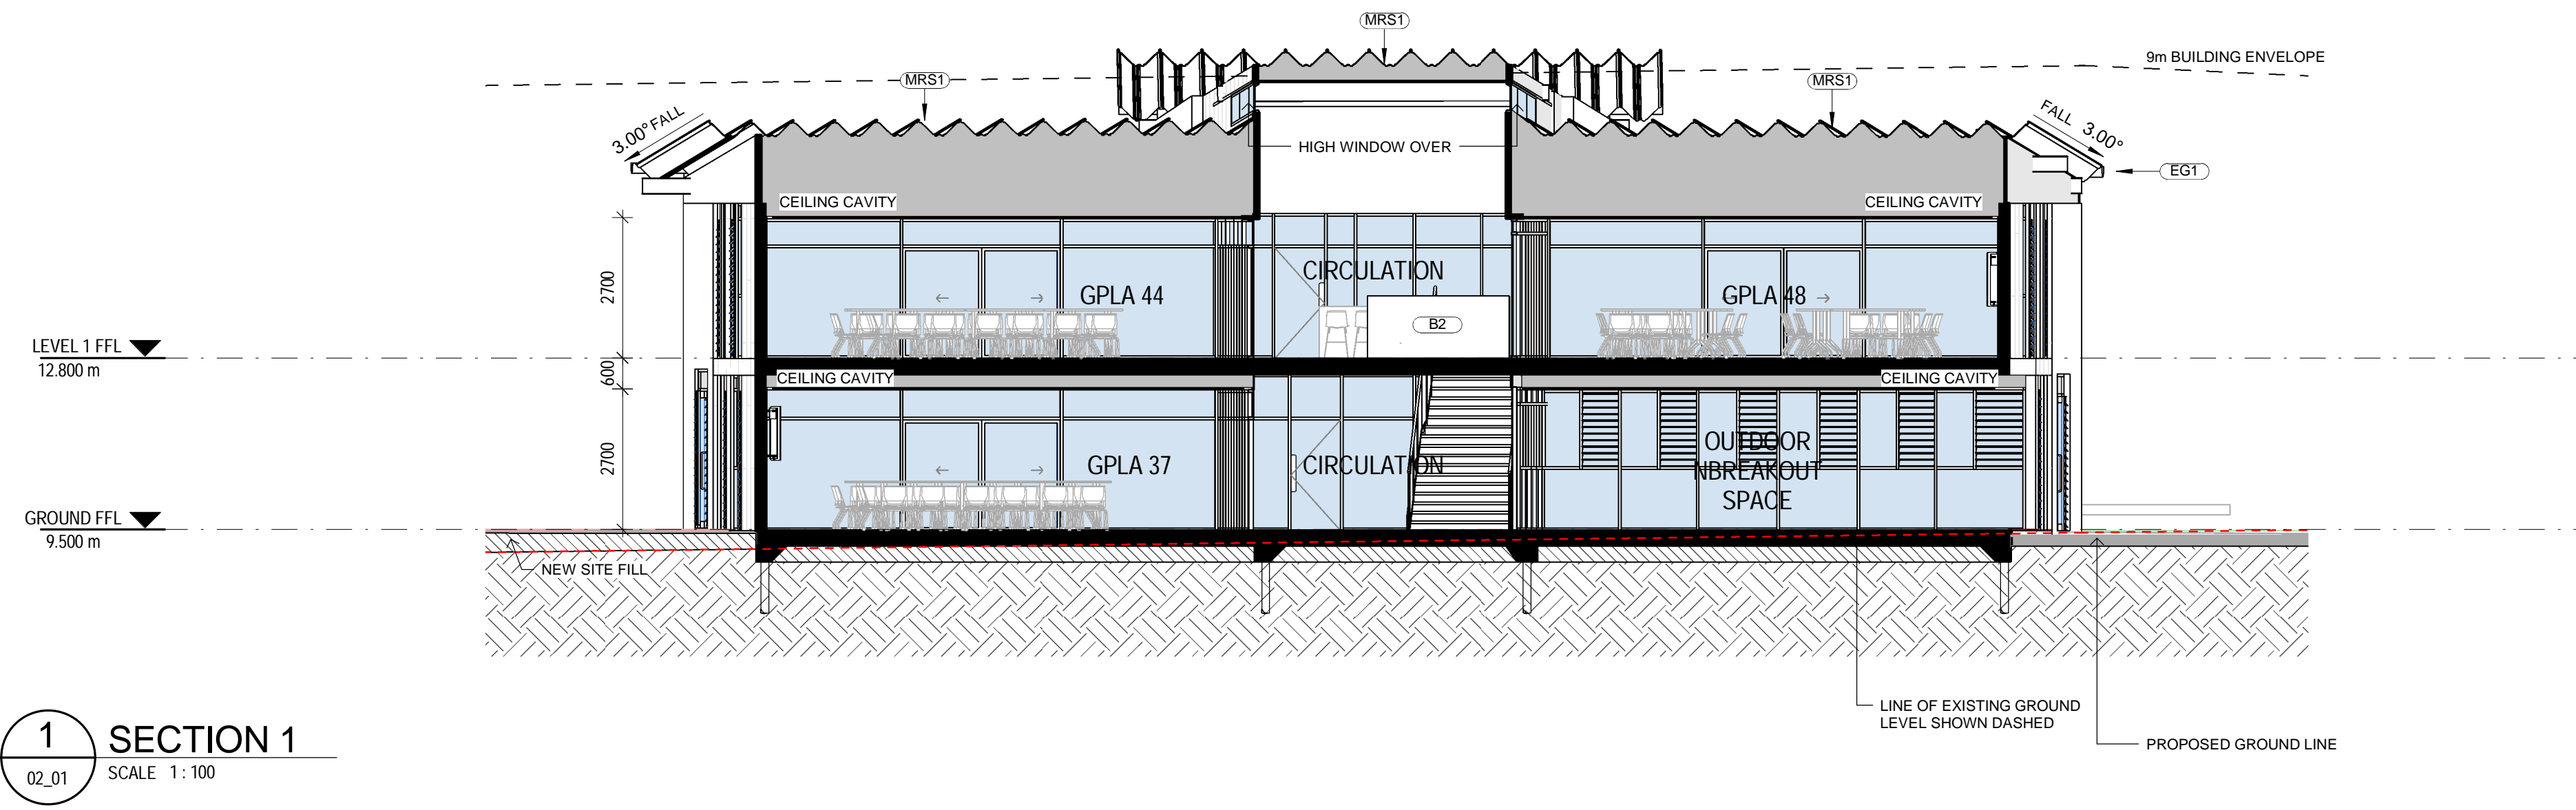 MRS1
9m BUILDING ENVELOPE
MRS1
MRS1
3.00° FALL
FALL 3.00°
HIGH WINDOW OVER
EG1
CEILING CAVITY
CEILING CAVITY
2700
CIRCULATION
GPLA 44
GPLA 48
B2
LEVEL 1 FFL
12.800 m
600
CEILING CAVITY
CEILING CAVITY
2700
GPLA 37
CIRCULATION
OUTDOOR
NBREAKOUT
SPACE
GROUND FFL
9.500 m
NEW SITE FILL
LINE OF EXISTING GROUND
LEVEL SHOWN DASHED
PROPOSED GROUND LINE
1
SECTION 1
02_01
SCALE 1 : 100